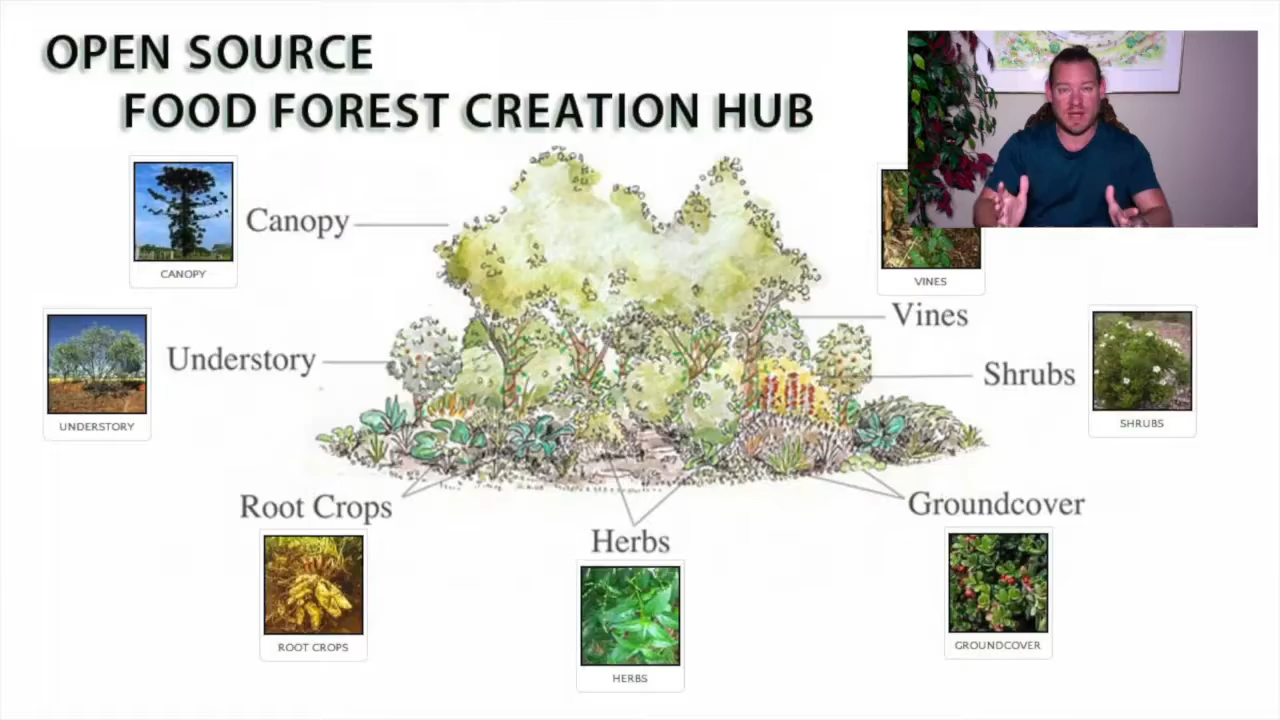 OPEN SOURCE
FOOD FOREST CREATION HUB
CANOPY
Canopy
VINES
Vines
UNDERSTORY
Understory
Shrubs
SHRUBS
Root Crops
ROOT CROPS
Herbs
HERBS
Groundcover
GROUNDCOVER